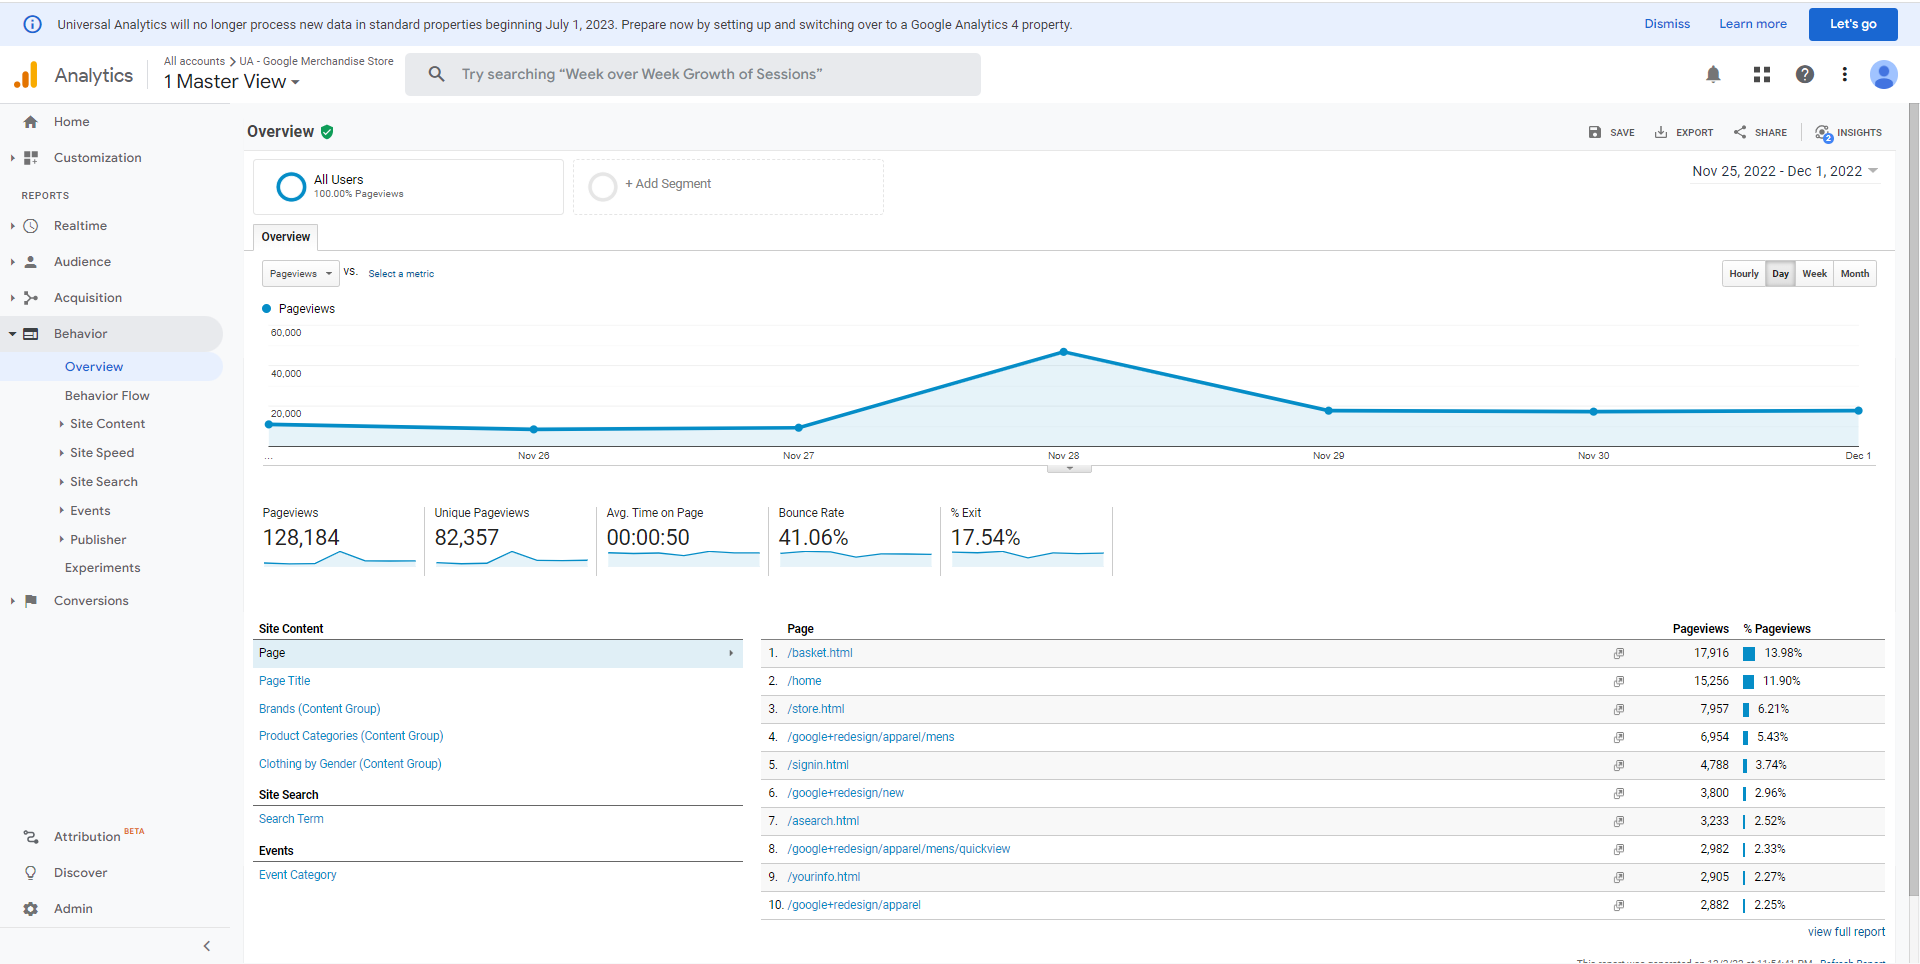 Universal Analytics will no longer process new data in standard properties beginning July 1, 2023. Prepare now by setting up and switching over to a Google Analytics 4 property.
Dismiss
Learn more
Let's go
Analytics
All accounts > UA - Google Merchandise Store
1 Master View
Try searching “Week over Week Growth of Sessions”
Home
Customization
REPORTS
Realtime
Audience
Acquisition
Behavior
Overview
Behavior Flow
Site Content
Site Speed
Site Search
Events
Publisher
Experiments
Conversions
Attribution BETA
Discover
Admin
Overview
SAVE
EXPORT
SHARE
2
INSIGHTS
All Users
100.00% Pageviews
+ Add Segment
Nov 25, 2022 - Dec 1, 2022
Overview
Pageviews
VS.
Select a metric
Hourly
Day
Week
Month
Pageviews
60,000
40,000
20,000
...
Nov 26
Nov 27
Nov 28
Nov 29
Nov 30
Dec 1
Pageviews
128,184
Unique Pageviews
82,357
Avg. Time on Page
00:00:50
Bounce Rate
41.06%
% Exit
17.54%
Site Content
Page
Page Title
Brands (Content Group)
Product Categories (Content Group)
Clothing by Gender (Content Group)
Site Search
Search Term
Events
Event Category
Page Pageviews % Pageviews
1. /basket.html 17,916 13.98%
2. /home 15,256 11.90%
3. /store.html 7,957 6.21%
4. /google+redesign/apparel/mens 6,954 5.43%
5. /signin.html 4,788 3.74%
6. /google+redesign/new 3,800 2.96%
7. /asearch.html 3,233 2.52%
8. /google+redesign/apparel/mens/quickview 2,982 2.33%
9. /yourinfo.html 2,905 2.27%
10. /google+redesign/apparel 2,882 2.25%
view full report
This report was generated on